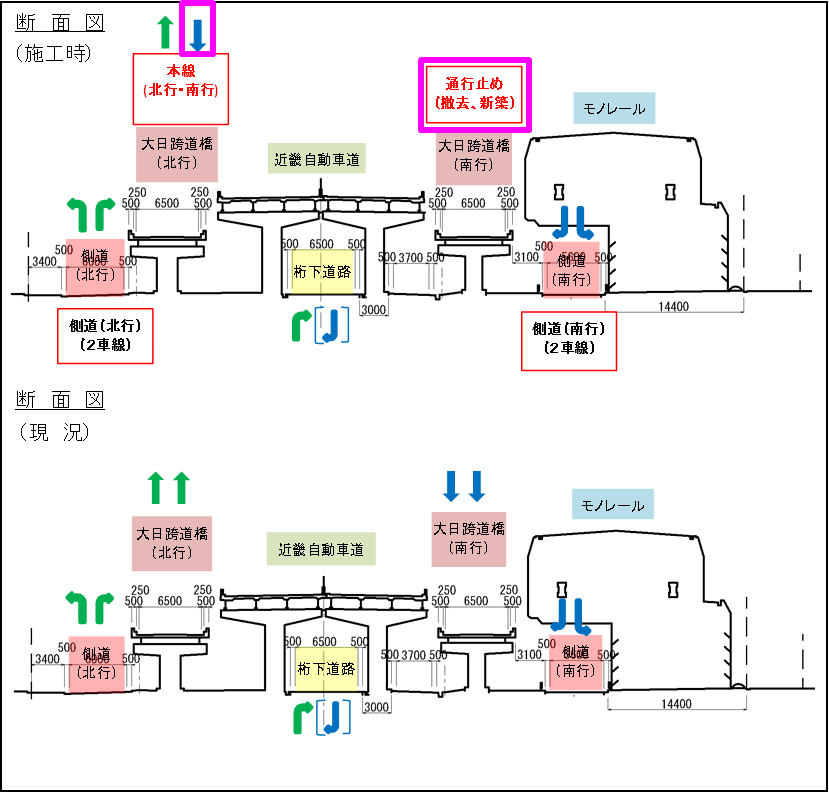 断 面 図
(施工時)
本線
(北行・南行)
通行止め
(撤去、新築)
モノレール
大日跨道橋
(北行)
近畿自動車道
大日跨道橋
(南行)
250 250
500 6500 500
250 250
500 6500 500
側道
(北行)
500
3400 6000 500
500 6500 500
桁下道路
500 3700 500
3000
500
3100
側道
(南行)
14400
側道(北行)
(2車線)
側道(南行)
(2車線)
断 面 図
(現 況)
モノレール
大日跨道橋
(北行)
近畿自動車道
大日跨道橋
(南行)
250 250
500 6500 500
250 250
500 6500 500
側道
(北行)
500
3400 6000 500
500 6500 500
桁下道路
500 3700 500
3000
500
3100 500
側道
(南行)
14400